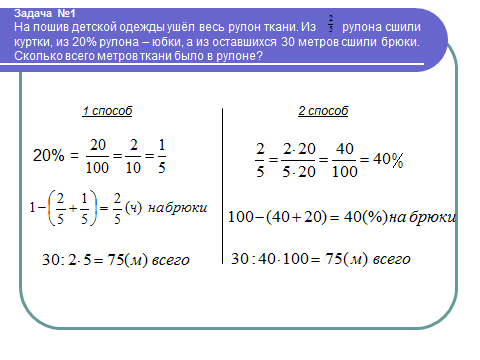 Задача №1
На пошив детской одежды ушёл весь рулон ткани. Из 2/5 рулона сшили
куртки, из 20% рулона – юбки, а из оставшихся 30 метров сшили брюки.
Сколько всего метров ткани было в рулоне?
1 способ
20% = 20/100 = 2/10 = 1/5
1−(2/5+1/5)=2/5(ч) на брюки
30:2·5=75(м) всего
2 способ
2/5 = 2·20/5·20 = 40/100 = 40%
100−(40+20)=40(%)на брюки
30:40·100=75(м) всего